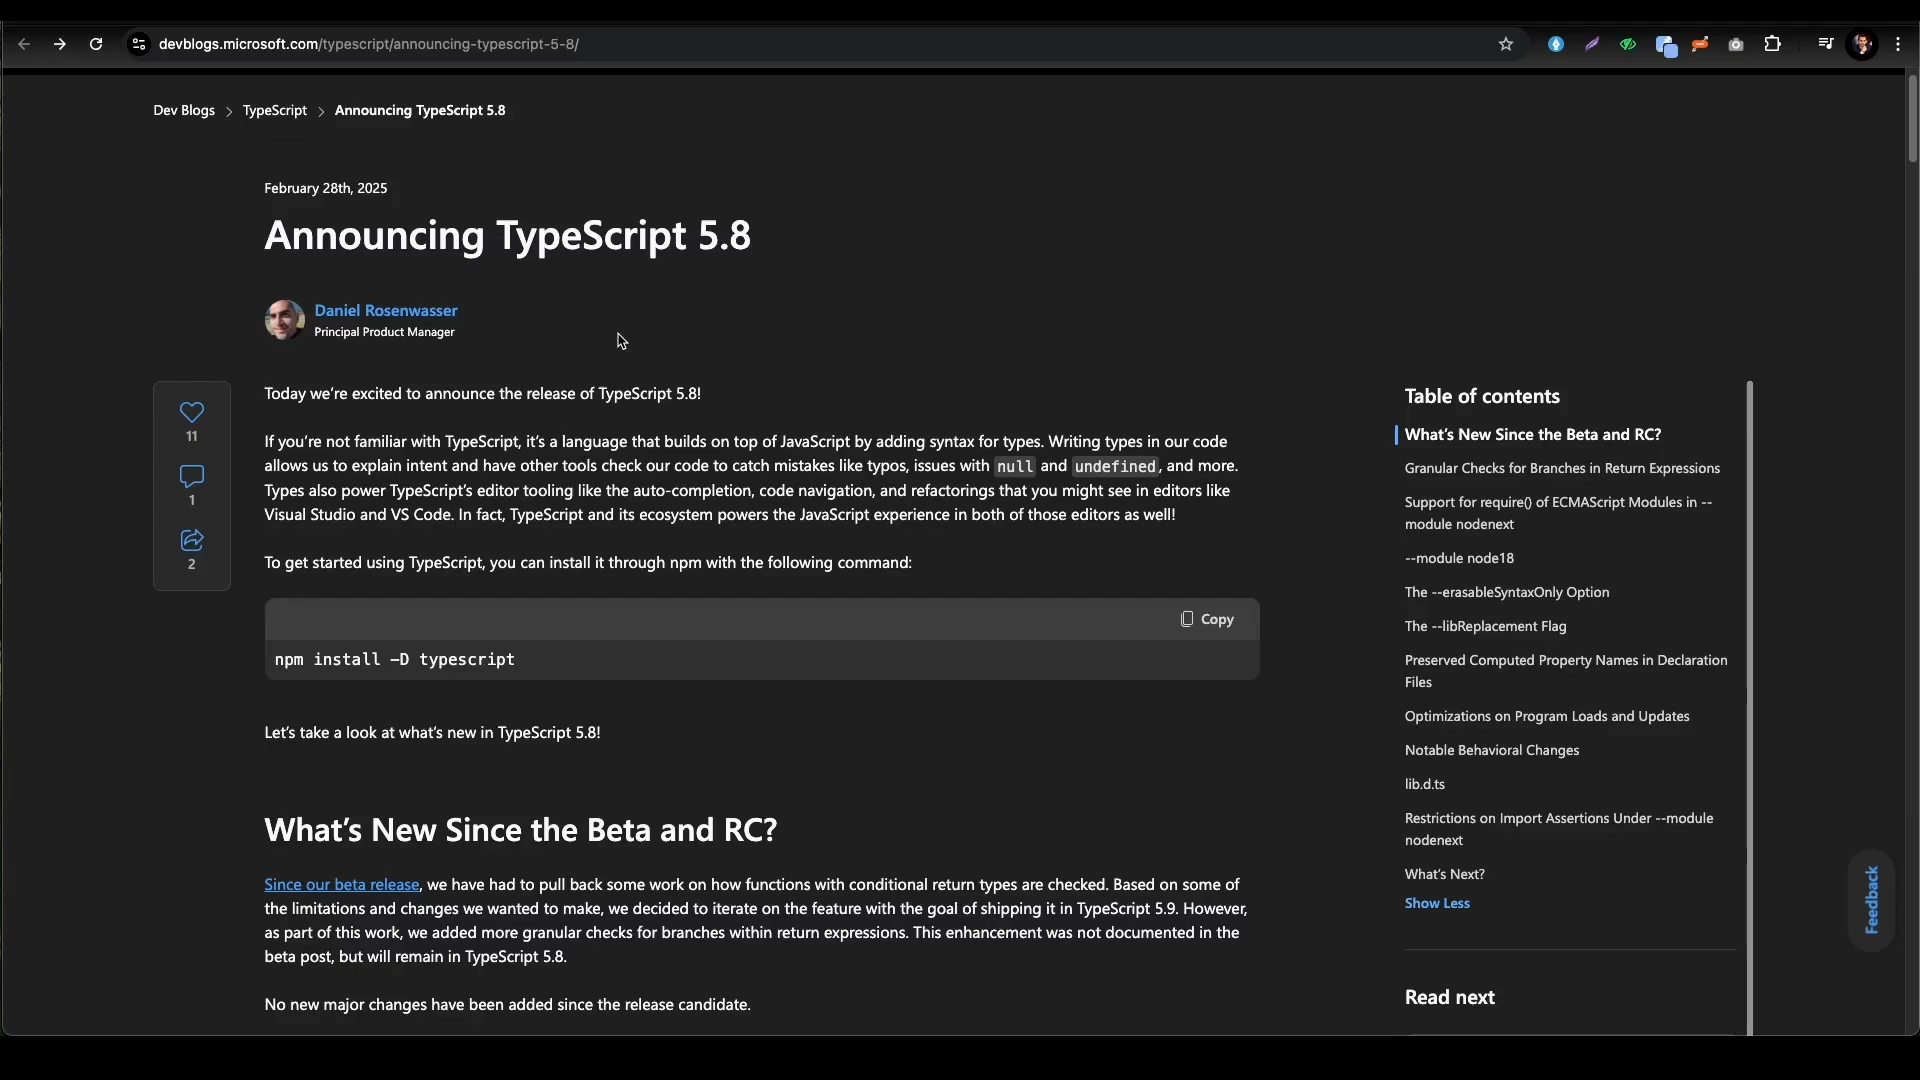 devblogs.microsoft.com/typescript/announcing-typescript-5-8/
Dev Blogs > TypeScript > Announcing TypeScript 5.8
February 28th, 2025
Announcing TypeScript 5.8
Daniel Rosenwasser
Principal Product Manager
11
1
2
Today we're excited to announce the release of TypeScript 5.8!
If you're not familiar with TypeScript, it's a language that builds on top of JavaScript by adding syntax for types. Writing types in our code
allows us to explain intent and have other tools check our code to catch mistakes like typos, issues with null and undefined, and more.
Types also power TypeScript's editor tooling like the auto-completion, code navigation, and refactorings that you might see in editors like
Visual Studio and VS Code. In fact, TypeScript and its ecosystem powers the JavaScript experience in both of those editors as well!
To get started using TypeScript, you can install it through npm with the following command:
Copy
npm install -D typescript
Let's take a look at what's new in TypeScript 5.8!
What's New Since the Beta and RC?
Since our beta release, we have had to pull back some work on how functions with conditional return types are checked. Based on some of
the limitations and changes we wanted to make, we decided to iterate on the feature with the goal of shipping it in TypeScript 5.9. However,
as part of this work, we added more granular checks for branches within return expressions. This enhancement was not documented in the
beta post, but will remain in TypeScript 5.8.
No new major changes have been added since the release candidate.
Table of contents
What's New Since the Beta and RC?
Granular Checks for Branches in Return Expressions
Support for require() of ECMAScript Modules in --
module nodenext
--module node18
The --erasableSyntaxOnly Option
The --libReplacement Flag
Preserved Computed Property Names in Declaration
Files
Optimizations on Program Loads and Updates
Notable Behavioral Changes
lib.d.ts
Restrictions on Import Assertions Under --module
nodenext
What's Next?
Show Less
Read next
Feedback